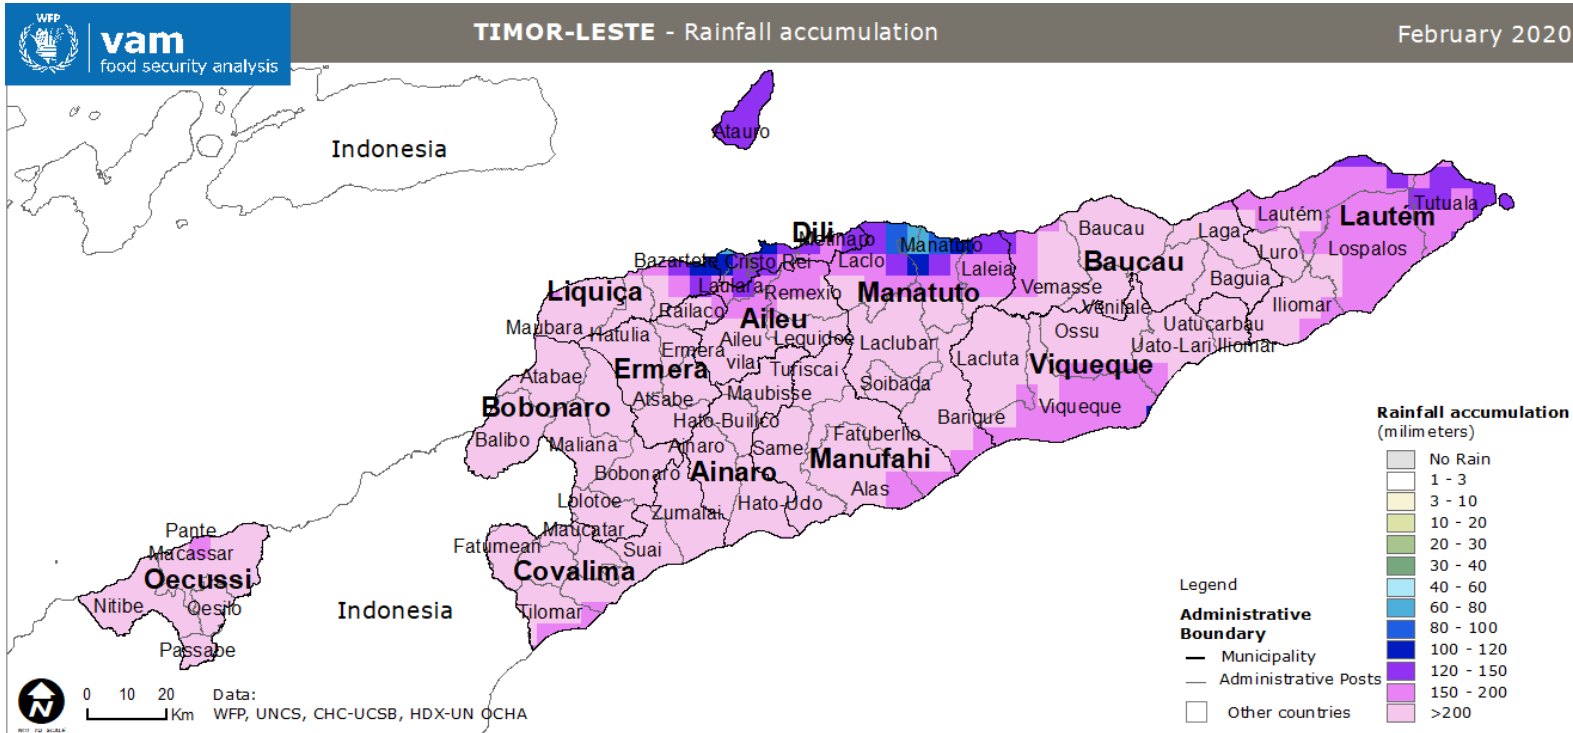 WFP
vam
food security analysis
TIMOR-LESTE - Rainfall accumulation
February 2020
Indonesia
Atauro
Dili
Metinaro
Manatuto
Bazartete
Cristo Rei
Laclo
Laleia
Laulara
Remexio
Manatuto
Liquiça
Railaco
Aileu
Maubara
Hatulia
Ermera
Aileu
vila
Lequidoe
Laclubar
Lacluta
Ermera
Turiscai
Soibada
Atabae
Atsabe
Maubisse
Bobonaro
Hato-Builico
Barique
Balibo
Maliana
Ainaro
Same
Fatuberlio
Bobonaro
Ainaro
Manufahi
Alas
Lolotoe
Zumalai
Hato-Udo
Maucatar
Fatumean
Suai
Covalima
Tilomar
Baucau
Laga
Lautém
Lautém
Tutuala
Baucau
Luro
Lospalos
Vemasse
Baguia
Venilale
Iliomar
Ossu
Uatucarbau
Uato-Lari
Iliomar
Viqueque
Viqueque
Pante
Macassar
Oecussi
Nitibe
Oesilo
Passabe
Indonesia
Rainfall accumulation
(milimeters)
No Rain
1 - 3
3 - 10
10 - 20
20 - 30
30 - 40
40 - 60
60 - 80
80 - 100
100 - 120
120 - 150
150 - 200
>200
Legend
Administrative
Boundary
Municipality
Administrative Posts
Other countries
N
NOT TO SCALE
0 10 20
Km
Data:
WFP, UNCS, CHC-UCSB, HDX-UN OCHA